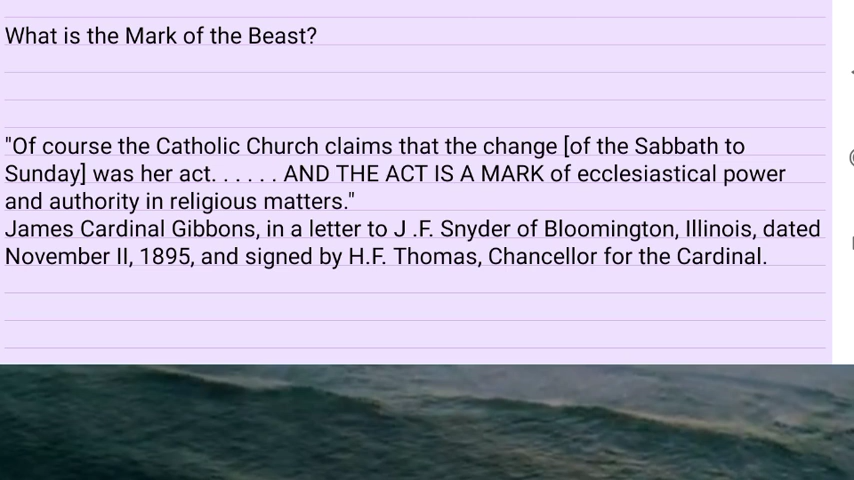 What is the Mark of the Beast?
"Of course the Catholic Church claims that the change [of the Sabbath to
Sunday] was her act. . . . . . AND THE ACT IS A MARK of ecclesiastical power
and authority in religious matters."
James Cardinal Gibbons, in a letter to J .F. Snyder of Bloomington, Illinois, dated
November II, 1895, and signed by H.F. Thomas, Chancellor for the Cardinal.